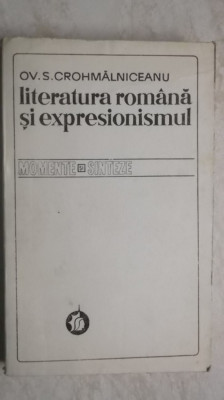 OV. S. CROHMĂLNICEANU
literatura română
și expresionismul
MOMENTE SINTEZE